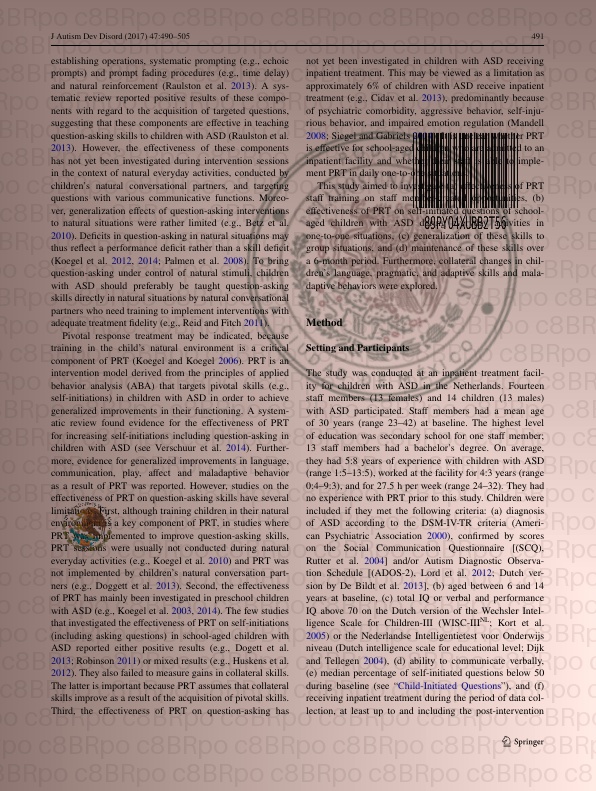 J Autism Dev Disord (2017) 47:490–505
491
establishing operations, systematic prompting (e.g., echoic
prompts) and prompt fading procedures (e.g., time delay)
and natural reinforcement (Raulston et al. 2013). A sys-
tematic review reported positive results of these compo-
nents with regard to the acquisition of targeted questions,
suggesting that these components are effective in teaching
question-asking skills to children with ASD (Raulston et al.
2013). However, the effectiveness of these components
has not yet been investigated during intervention sessions
in the context of natural everyday activities, conducted by
children's natural conversational partners, and targeting
questions with various communicative functions. Moreo-
ver, generalization effects of question-asking interventions
to natural situations were rather limited (e.g., Betz et al.
2010). Deficits in question-asking in natural situations may
thus reflect a performance deficit rather than a skill deficit
(Koegel et al. 2012, 2014; Palmen et al. 2008). To bring
question-asking under control of natural stimuli, children
with ASD should preferably be taught question-asking
skills directly in natural situations by natural conversational
partners who need training to implement interventions with
adequate treatment fidelity (e.g., Reid and Fitch 2011).
Pivotal response treatment may be indicated, because
training in the child's natural environment is a critical
component of PRT (Koegel and Koegel 2006). PRT is an
intervention model derived from the principles of applied
behavior analysis (ABA) that targets pivotal skills (e.g.,
self-initiations) in children with ASD in order to achieve
generalized improvements in their functioning. A system-
atic review found evidence for the effectiveness of PRT
for increasing self-initiations including question-asking in
children with ASD (see Verschuur et al. 2014). Further-
more, evidence for generalized improvements in language,
communication, play, affect and maladaptive behavior
as a result of PRT was reported. However, studies on the
effectiveness of PRT on question-asking skills have several
limitations. First, although training children in their natural
environment is a key component of PRT, in studies where
PRT was implemented to improve question-asking skills,
PRT sessions were usually not conducted during natural
everyday activities (e.g., Koegel et al. 2010) and PRT was
not implemented by children's natural conversation part-
ners (e.g., Doggett et al. 2013). Second, the effectiveness
of PRT has mainly been investigated in preschool children
with ASD (e.g., Koegel et al. 2003, 2014). The few studies
that investigated the effectiveness of PRT on self-initiations
(including asking questions) in school-aged children with
ASD reported either positive results (e.g., Dogett et al.
2013; Robinson 2011) or mixed results (e.g., Huskens et al.
2012). They also failed to measure gains in collateral skills.
The latter is important because PRT assumes that collateral
skills improve as a result of the acquisition of pivotal skills.
Third, the effectiveness of PRT on question-asking has
not yet been investigated in children with ASD receiving
inpatient treatment. This may be viewed as a limitation as
approximately 6% of children with ASD receive inpatient
treatment (e.g., Cidav et al. 2013), predominantly because
of psychiatric comorbidity, aggressive behavior, self-inju-
rious behavior, and impaired emotion regulation (Mandell
2008; Siegel and Gabriels PRT
is effective for school-aged to an
inpatient facility and whether imple-
ment PRT in daily one-to-one
This study aimed to of PRT
staff training on staff (b)
effectiveness of PRT on self-initiated questions of school-
aged children with ASD in
89PY04XUBB2T5G
one-to-one situations, (c) generalization of these skills to
group situations, and (d) maintenance of these skills over
a 6-month period. Furthermore, collateral changes in chil-
dren's language, pragmatic, and adaptive skills and mala-
daptive behaviors were explored.
Method
Setting and Participants
The study was conducted at an inpatient treatment facil-
ity for children with ASD in the Netherlands. Fourteen
staff members (13 females) and 14 children (13 males)
with ASD participated. Staff members had a mean age
of 30 years (range 23–42) at baseline. The highest level
of education was secondary school for one staff member;
13 staff members had a bachelor's degree. On average,
they had 5:8 years of experience with children with ASD
(range 1:5–13:5), worked at the facility for 4:3 years (range
0:4–9:3), and for 27.5 h per week (range 24–32). They had
no experience with PRT prior to this study. Children were
included if they met the following criteria: (a) diagnosis
of ASD according to the DSM-IV-TR criteria (Ameri-
can Psychiatric Association 2000), confirmed by scores
on the Social Communication Questionnaire [(SCQ),
Rutter et al. 2004] and/or Autism Diagnostic Observa-
tion Schedule [(ADOS-2), Lord et al. 2012; Dutch ver-
sion by De Bildt et al. 2013], (b) aged between 6 and 14
years at baseline, (c) total IQ or verbal and performance
IQ above 70 on the Dutch version of the Wechsler Intel-
ligence Scale for Children-III (WISC-IIINL; Kort et al.
2005) or the Nederlandse Intelligentietest voor Onderwijs
niveau (Dutch intelligence scale for educational level; Dijk
and Tellegen 2004), (d) ability to communicate verbally,
(e) median percentage of self-initiated questions below 50
during baseline (see “Child-Initiated Questions”), and (f)
receiving inpatient treatment during the period of data col-
lection, at least up to and including the post-intervention
Springer